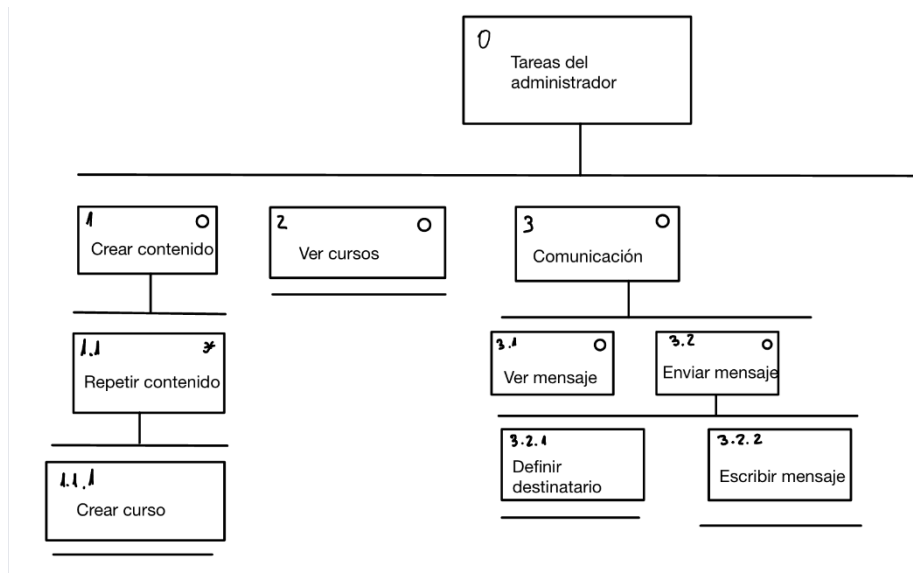 0
Tareas del
administrador
1
Crear contenido
2
Ver cursos
3
Comunicación
1.1 *
Repetir contenido
3.1
Ver mensaje
3.2
Enviar mensaje
1.1.1
Crear curso
3.2.1
Definir
destinatario
3.2.2
Escribir mensaje